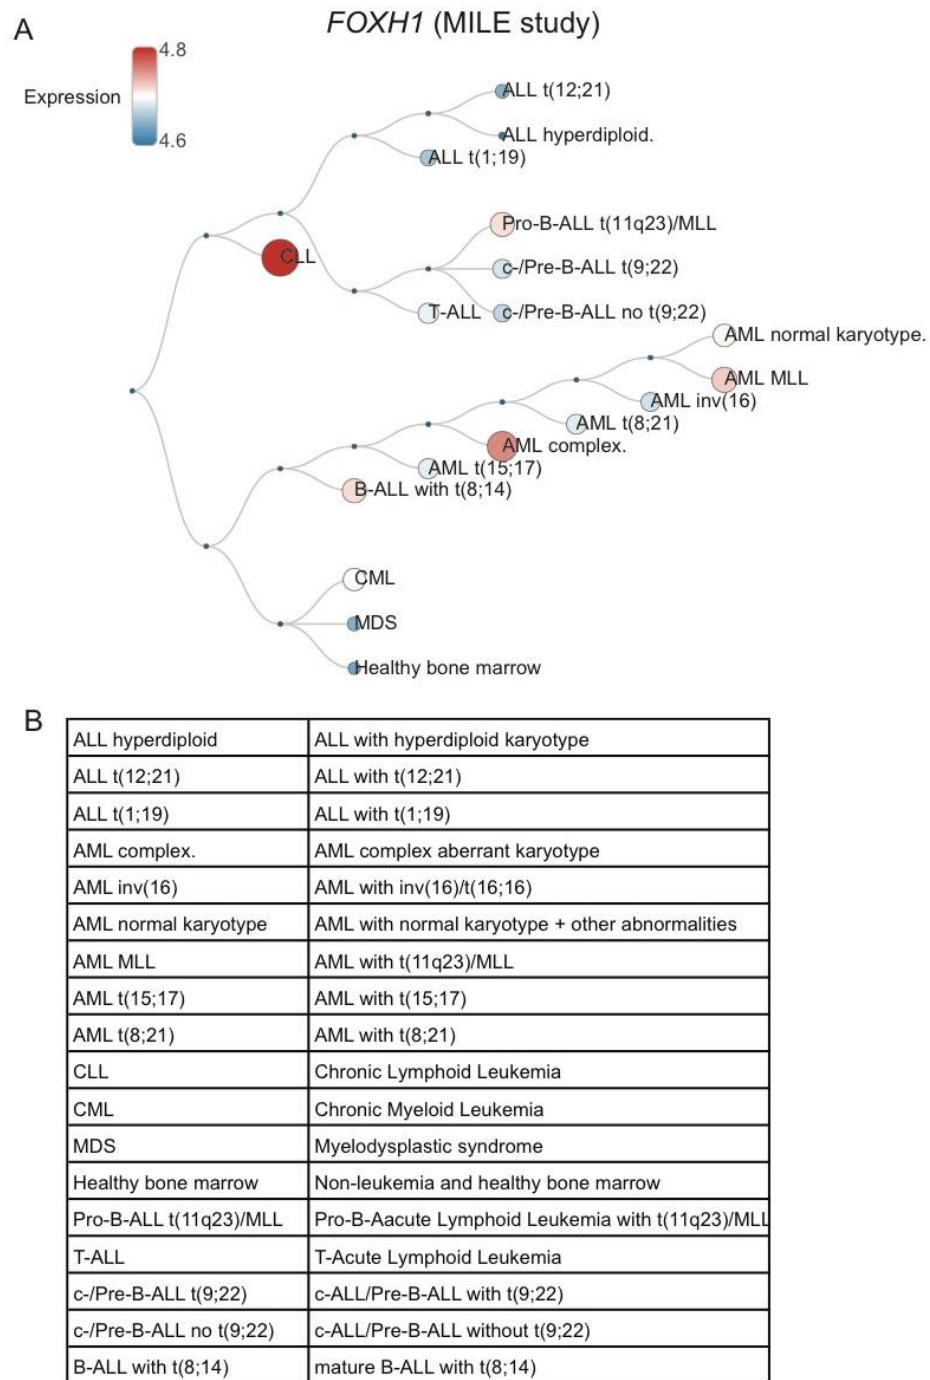 A
FOXH1 (MILE study)
4.8
Expression
4.6
ALL t(12;21)
ALL hyperdiploid.
ALL t(1;19)
Pro-B-ALL t(11q23)/MLL
CLL
c-/Pre-B-ALL t(9;22)
T-ALL
c-/Pre-B-ALL no t(9;22)
AML normal karyotype.
AML MLL
AML inv(16)
AML t(8;21)
AML complex.
AML t(15;17)
B-ALL with t(8;14)
CML
MDS
Healthy bone marrow
B
ALL hyperdiploid ALL with hyperdiploid karyotype
ALL t(12;21) ALL with t(12;21)
ALL t(1;19) ALL with t(1;19)
AML complex. AML complex aberrant karyotype
AML inv(16) AML with inv(16)/t(16;16)
AML normal karyotype AML with normal karyotype + other abnormalities
AML MLL AML with t(11q23)/MLL
AML t(15;17) AML with t(15;17)
AML t(8;21) AML with t(8;21)
CLL Chronic Lymphoid Leukemia
CML Chronic Myeloid Leukemia
MDS Myelodysplastic syndrome
Healthy bone marrow Non-leukemia and healthy bone marrow
Pro-B-ALL t(11q23)/MLL Pro-B-Aacute Lymphoid Leukemia with t(11q23)/MLL
T-ALL T-Acute Lymphoid Leukemia
c-/Pre-B-ALL t(9;22) c-ALL/Pre-B-ALL with t(9;22)
c-/Pre-B-ALL no t(9;22) c-ALL/Pre-B-ALL without t(9;22)
B-ALL with t(8;14) mature B-ALL with t(8;14)